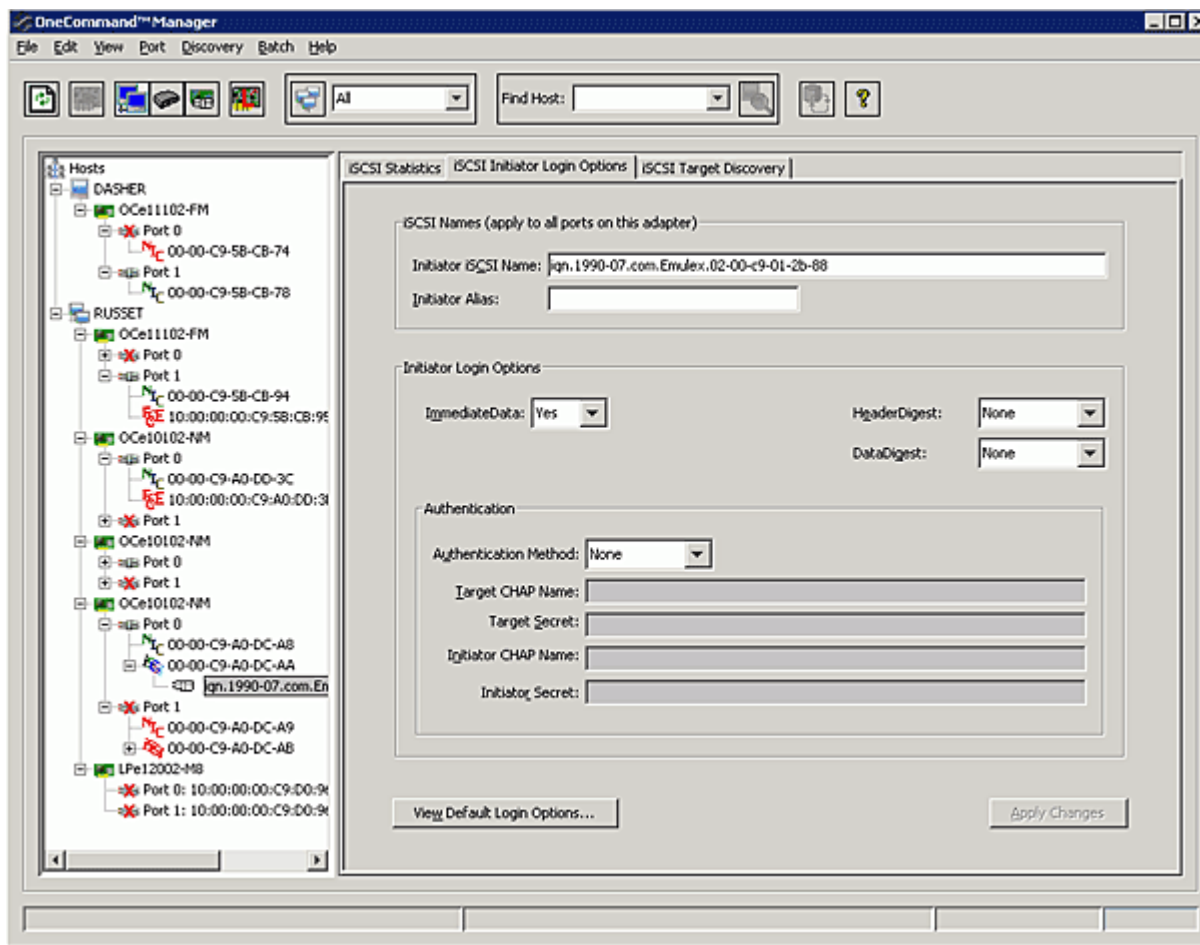 OneCommand™Manager
File Edit View Port Discovery Batch Help
All
Find Host:
Hosts
DASHER
OCe11102-FM
Port 0
00-00-C9-5B-CB-74
Port 1
00-00-C9-5B-CB-78
RUSSET
OCe11102-FM
Port 0
Port 1
00-00-C9-5B-CB-94
10:00:00:00:C9:5B:CB:95
OCe10102-NM
Port 0
00-00-C9-A0-DD-3C
10:00:00:00:C9:A0:DD:3
Port 1
OCe10102-NM
Port 0
Port 1
OCe10102-NM
Port 0
00-00-C9-A0-DC-A8
00-00-C9-A0-DC-AA
iqn.1990-07.com.Em
Port 1
00-00-C9-A0-DC-A9
00-00-C9-A0-DC-AB
LPe12002-M8
Port 0: 10:00:00:00:C9:D0:96
Port 1: 10:00:00:00:C9:D0:96
iSCSI Statistics iSCSI Initiator Login Options iSCSI Target Discovery
iSCSI Names (apply to all ports on this adapter)
Initiator iSCSI Name: iqn.1990-07.com.Emulex.02-00-c9-01-2b-88
Initiator Alias:
Initiator Login Options
ImmediateData: Yes HeaderDigest: None
DataDigest: None
Authentication
Authentication Method: None
Target CHAP Name:
Target Secret:
Initiator CHAP Name:
Initiator Secret:
View Default Login Options... Apply Changes